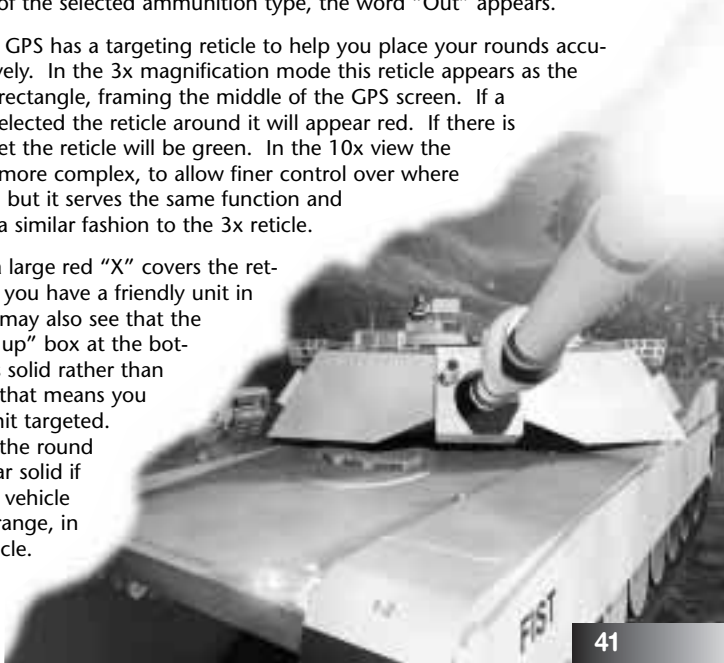 of the selected ammunition type, the word "Out" appears.
GPS has a targeting reticle to help you place your rounds accu-
vely. In the 3x magnification mode this reticle appears as the
rectangle, framing the middle of the GPS screen. If a
elected the reticle around it will appear red. If there is
et the reticle will be green. In the 10x view the
more complex, to allow finer control over where
but it serves the same function and
a similar fashion to the 3x reticle.
a large red "X" covers the ret-
you have a friendly unit in
may also see that the
up" box at the bot-
s solid rather than
that means you
nit targeted.
the round
ar solid if
vehicle
range, in
icle.
FIST
41